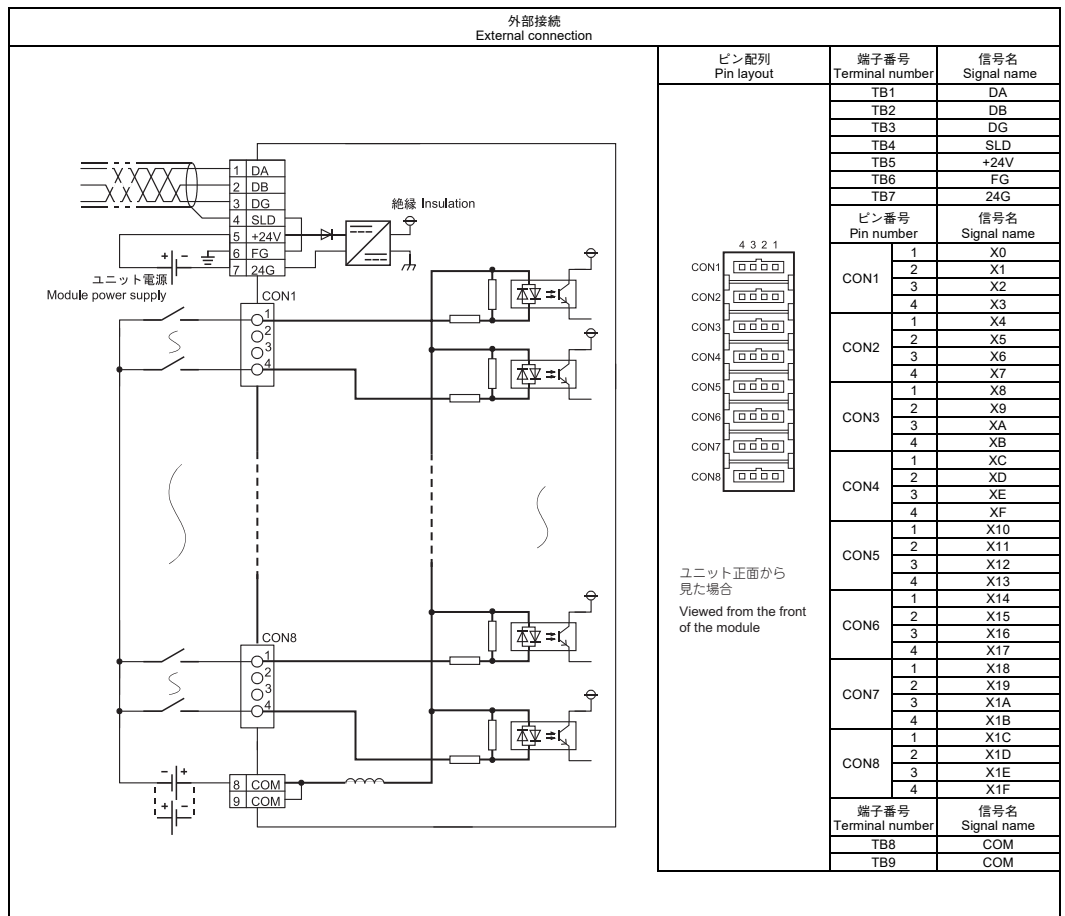 外部接続
External connection
1 DA
2 DB
3 DG
4 SLD
5 +24V
6 FG
7 24G
絶縁 Insulation
+ -
ユニット電源
Module power supply
CON1
1
2
3
4
CON8
1
2
3
4
- +
+ -
8 COM
9 COM
ピン配列
Pin layout
4 3 2 1
CON1
CON2
CON3
CON4
CON5
CON6
CON7
CON8
ユニット正面から
見た場合
Viewed from the front
of the module
端子番号 信号名
Terminal number Signal name
TB1 DA
TB2 DB
TB3 DG
TB4 SLD
TB5 +24V
TB6 FG
TB7 24G
ピン番号 信号名
Pin number Signal name
CON1
1 X0
2 X1
3 X2
4 X3
CON2
1 X4
2 X5
3 X6
4 X7
CON3
1 X8
2 X9
3 XA
4 XB
CON4
1 XC
2 XD
3 XE
4 XF
CON5
1 X10
2 X11
3 X12
4 X13
CON6
1 X14
2 X15
3 X16
4 X17
CON7
1 X18
2 X19
3 X1A
4 X1B
CON8
1 X1C
2 X1D
3 X1E
4 X1F
端子番号 信号名
Terminal number Signal name
TB8 COM
TB9 COM